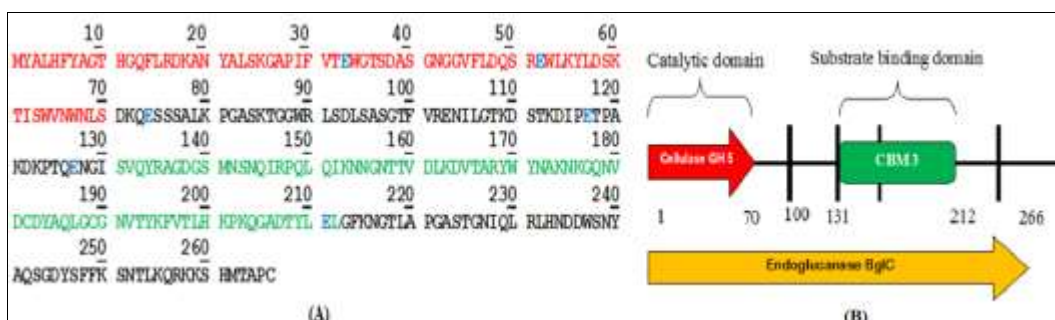 10 20 30 40 50 60
MYALHFYAGT HGQFLRDKAN YALSKGAPIF VTEWGTSDAS GNGGVFLDQS REWLKYLDSK
70 80 90 100 110 120
TISWVNWNLS DKQESSSALK PGASKTGGWR LSDLSASGTF VRENILGTKD STKDIPETPA
130 140 150 160 170 180
KDKPTQENGI SVQYRAGDGS MNSNQIRPQL QIKNNGNTTV DLKDVTARYW YNAKNKGQNV
190 200 210 220 230 240
DCDYAQLGCG NVTYKFVTLH KPKQGADTYL ELGFKNGTLA PGASTGNIQL RLHNDDWSNY
250 260
AQSGDYSFFK SNTLKQRKKS HMTAPC
(A)
Catalytic domain Substrate binding domain
Cellulase GH 5 CBM 3
1 70 100 131 212 266
Endoglucanase BglC
(B)